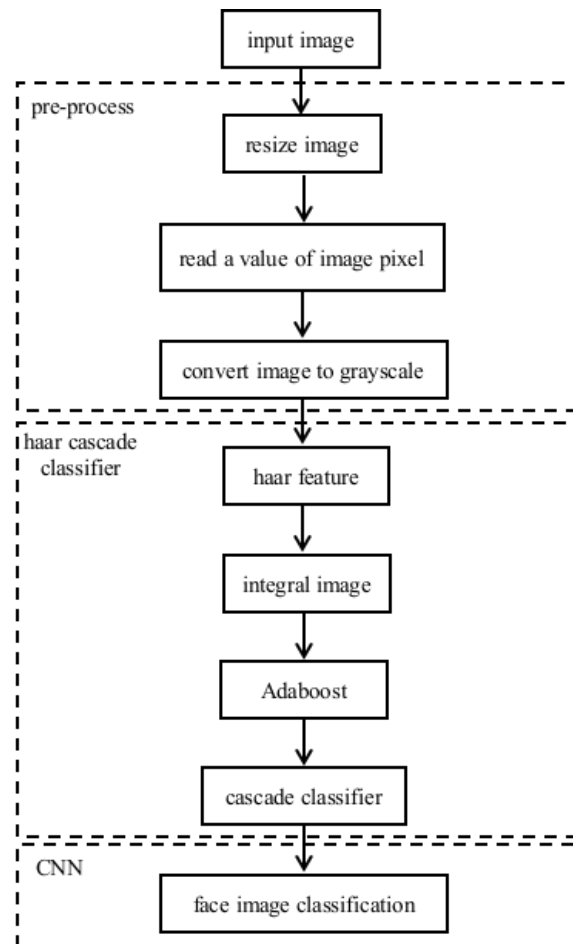 input image
pre-process
resize image
read a value of image pixel
convert image to grayscale
haar cascade
classifier
haar feature
integral image
Adaboost
cascade classifier
CNN
face image classification